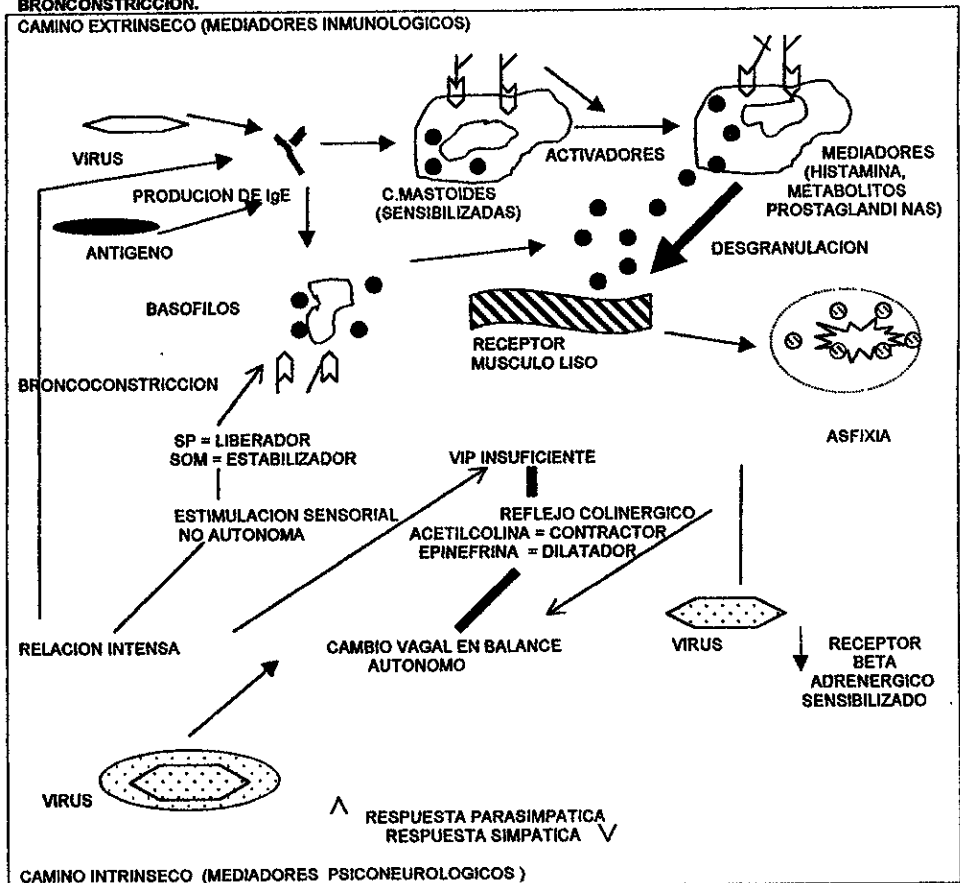 BRONCONSTRICCION.
CAMINO EXTRINSECO (MEDIADORES INMUNOLOGICOS)
VIRUS
PRODUCION DE IgE
ANTIGENO
C.MASTOIDES
(SENSIBILIZADAS)
ACTIVADORES
MEDIADORES
(HISTAMINA,
METABOLITOS
PROSTAGLANDI NAS)
DESGRANULACION
BASOFILOS
RECEPTOR
MUSCULO LISO
BRONCOCONSTRICCION
ASFIXIA
SP = LIBERADOR
SOM = ESTABILIZADOR
VIP INSUFICIENTE
ESTIMULACION SENSORIAL
NO AUTONOMA
REFLEJO COLINERGICO
ACETILCOLINA = CONTRACTOR
EPINEFRINA = DILATADOR
RELACION INTENSA
CAMBIO VAGAL EN BALANCE
AUTONOMO
VIRUS
RECEPTOR
BETA
ADRENERGICO
SENSIBILIZADO
VIRUS
RESPUESTA PARASIMPATICA
RESPUESTA SIMPATICA
CAMINO INTRINSECO (MEDIADORES PSICONEUROLOGICOS )